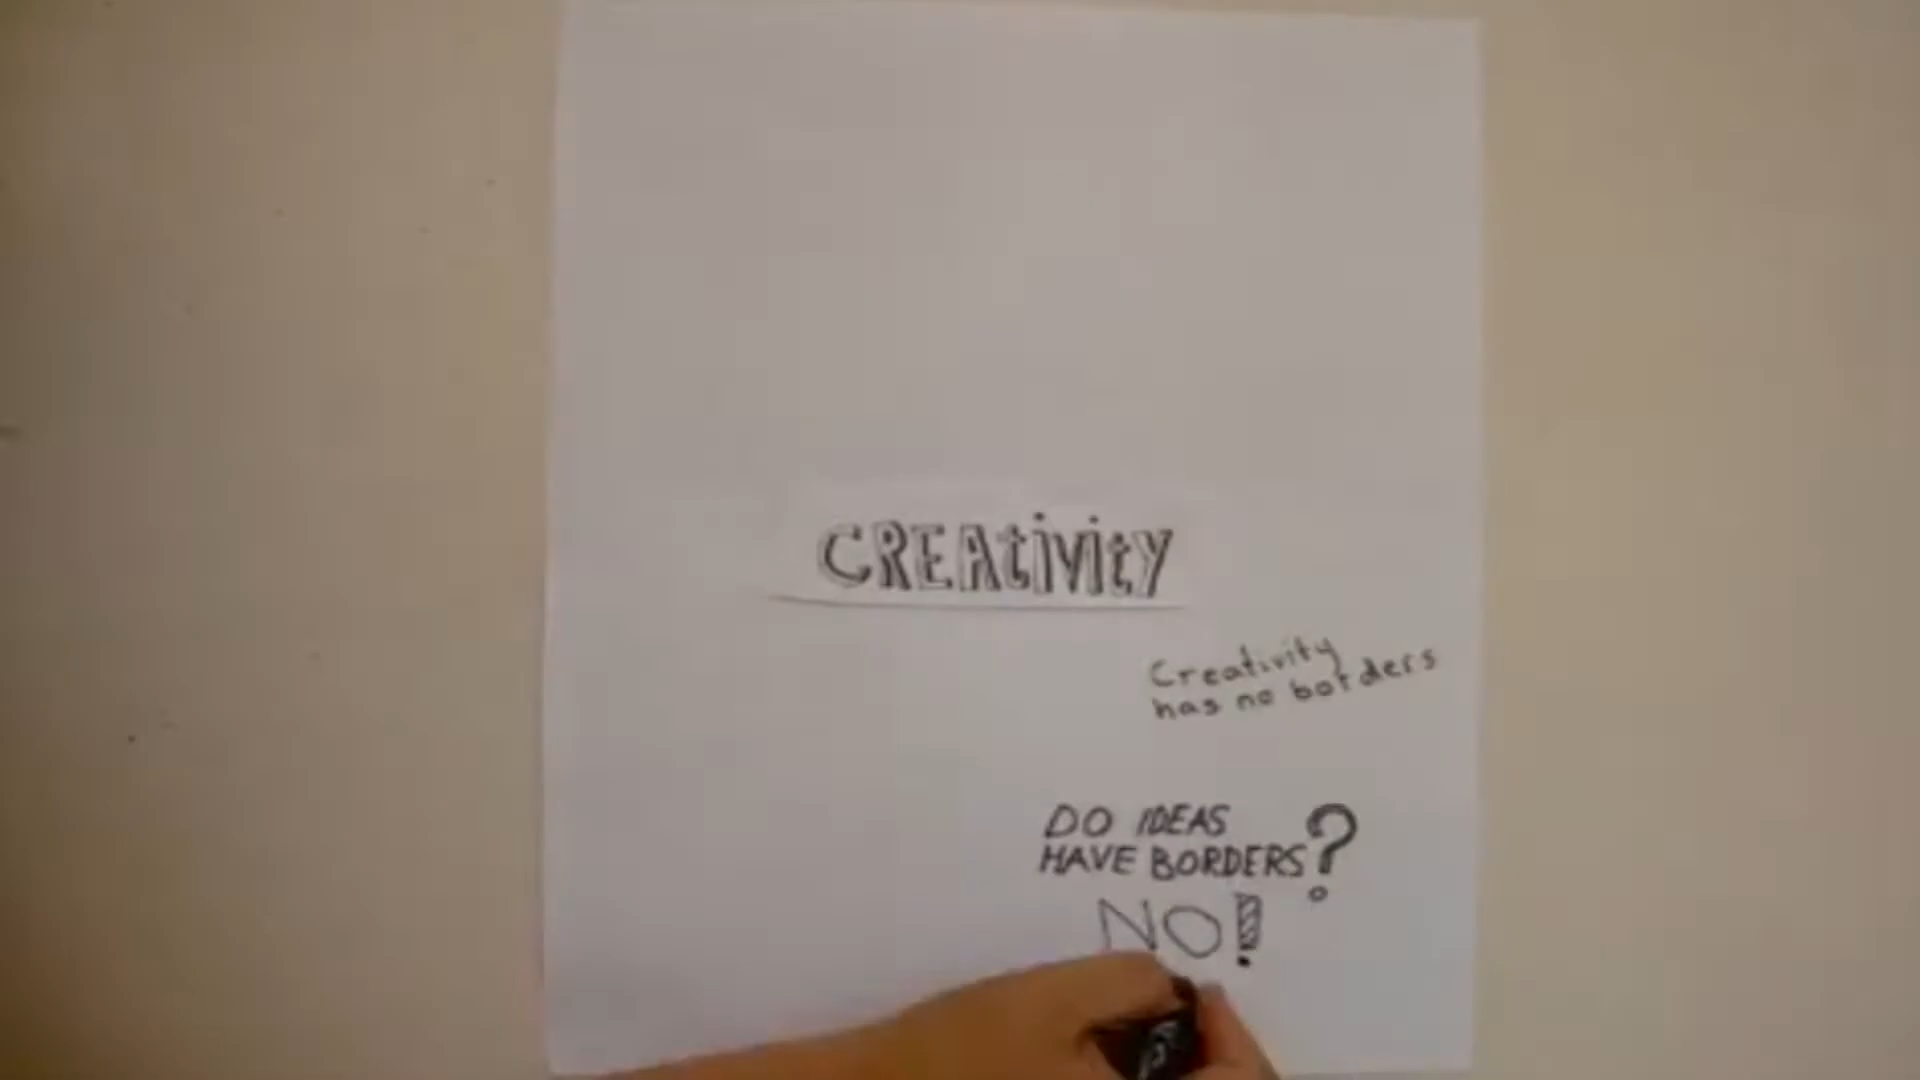 CREAtiVity
Creativity
has no borders
DO IDEAS
HAVE BORDERS?
NO!